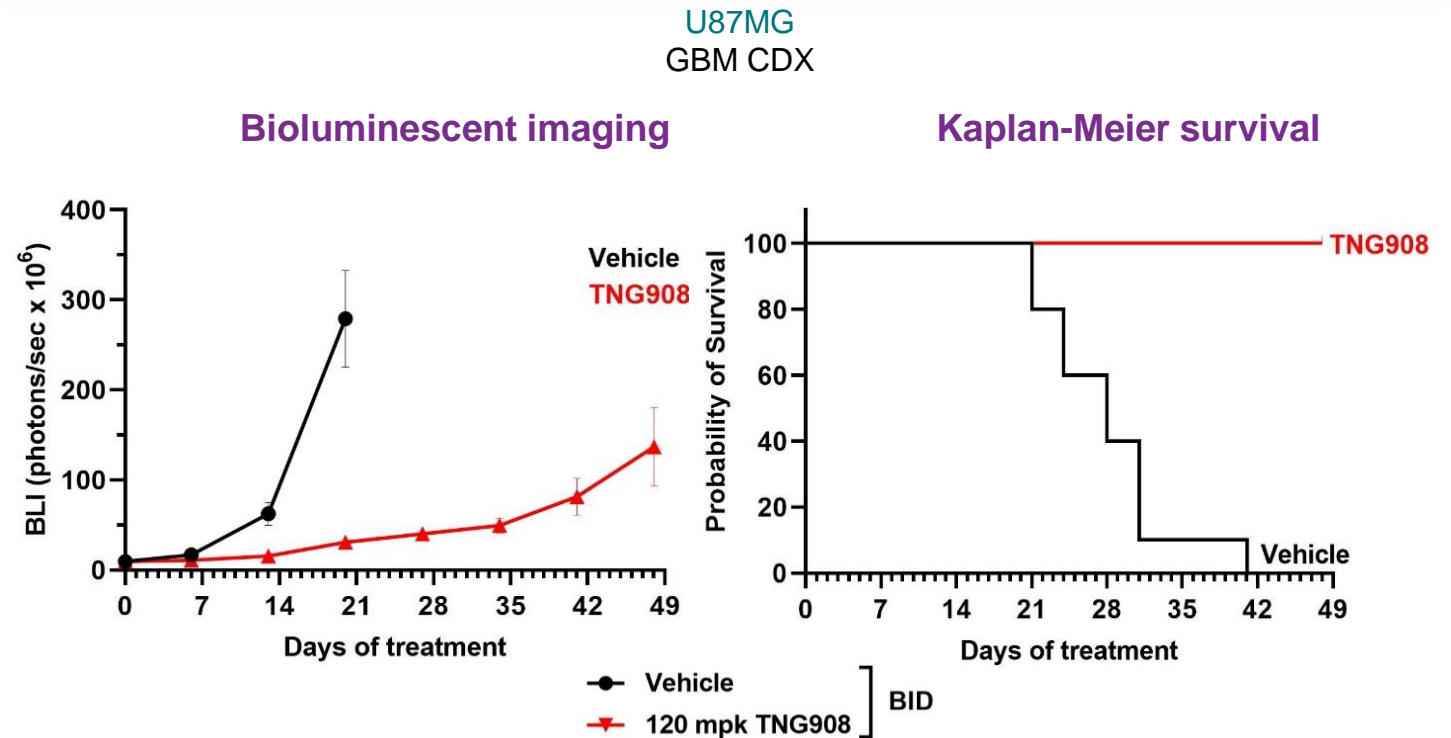 U87MG
GBM CDX
Bioluminescent imaging
Kaplan-Meier survival
BLI (photons/sec x 10⁶)
400
300
200
100
0
0 7 14 21 28 35 42 49
Days of treatment
Vehicle
TNG908
Probability of Survival
100
80
60
40
20
0
0 7 14 21 28 35 42 49
Days of treatment
TNG908
Vehicle
Vehicle
120 mpk TNG908
BID